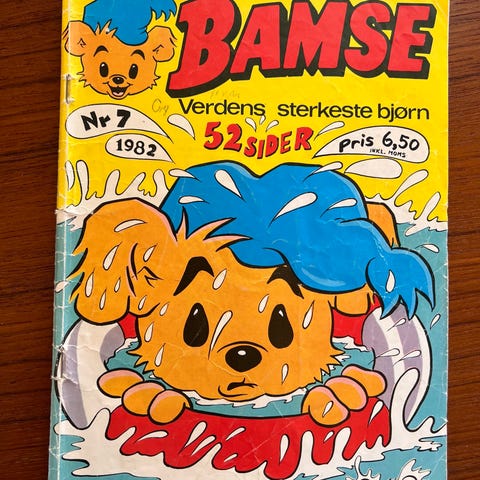 BAMSE
Verdens sterkeste bjørn
Nr 7
1982
52 SIDER
pris 6,50
INKL. MOMS